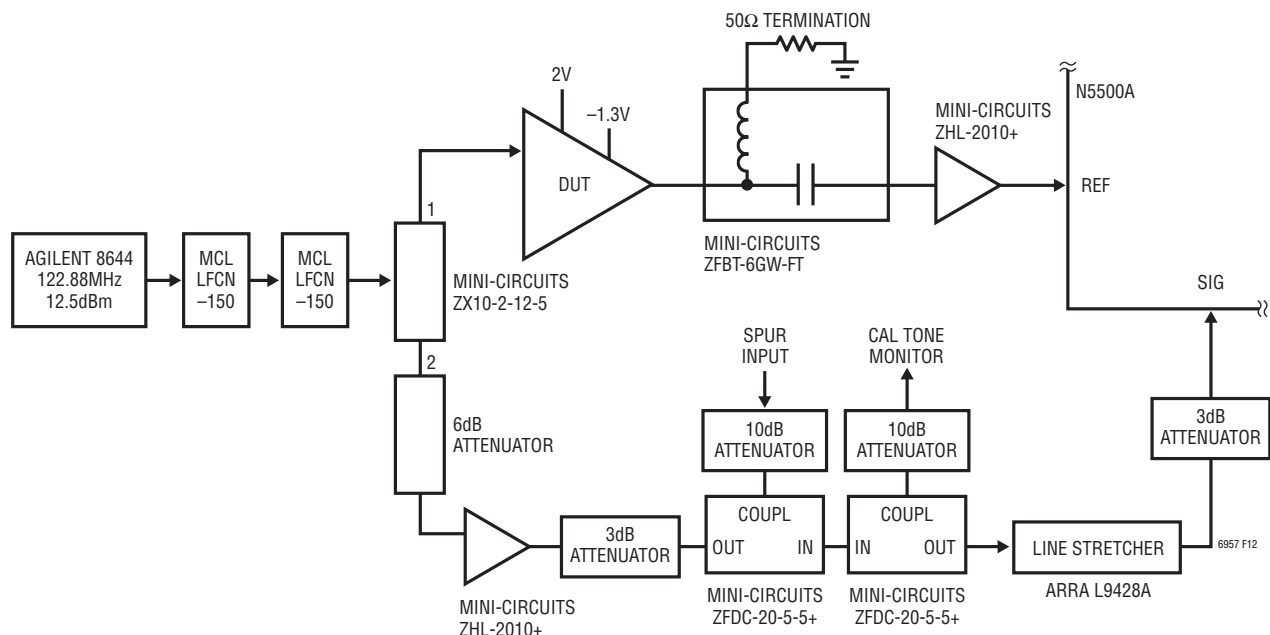 50Ω TERMINATION
2V
–1.3V
DUT
MINI-CIRCUITS
ZFBT-6GW-FT
MINI-CIRCUITS
ZHL-2010+
N5500A
REF
SIG
AGILENT 8644
122.88MHz
12.5dBm
MCL
LFCN
–150
MCL
LFCN
–150
1
MINI-CIRCUITS
ZX10-2-12-5
2
6dB
ATTENUATOR
SPUR
INPUT
CAL TONE
MONITOR
10dB
ATTENUATOR
10dB
ATTENUATOR
3dB
ATTENUATOR
MINI-CIRCUITS
ZHL-2010+
3dB
ATTENUATOR
COUPL
OUT IN
MINI-CIRCUITS
ZFDC-20-5-5+
COUPL
IN OUT
MINI-CIRCUITS
ZFDC-20-5-5+
LINE STRETCHER
ARRA L9428A
6957 F12